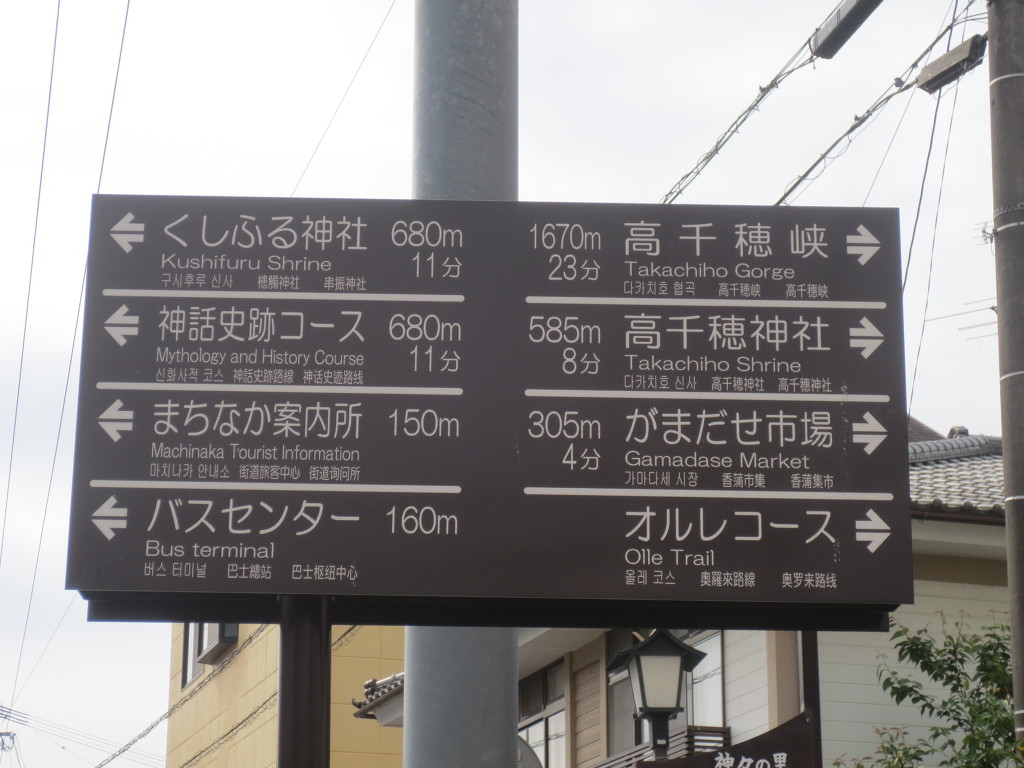 くしふる神社 680m
Kushifuru Shrine 11分
구시후루 신사 槵觸神社 串振神社
神話史跡コース 680m
Mythology and History Course 11分
신화사적 코스 神話史跡路線 神话史迹路线
まちなか案内所 150m
Machinaka Tourist Information
마치나카 안내소 街道旅客中心 街道询问所
バスセンター 160m
Bus terminal
버스 터미널 巴士總站 巴士枢纽中心
1670m 高千穂峡
23分 Takachiho Gorge
다카치호 협곡 高千穗峽 高千穗峡
585m 高千穂神社
8分 Takachiho Shrine
다카치호 신사 高千穗神社 高千穗神社
305m がまだせ市場
4分 Gamadase Market
가마다세 시장 香蒲市集 香蒲集市
オルレコース
Olle Trail
올레 코스 奧羅來路線 奥罗来路线
神々の里